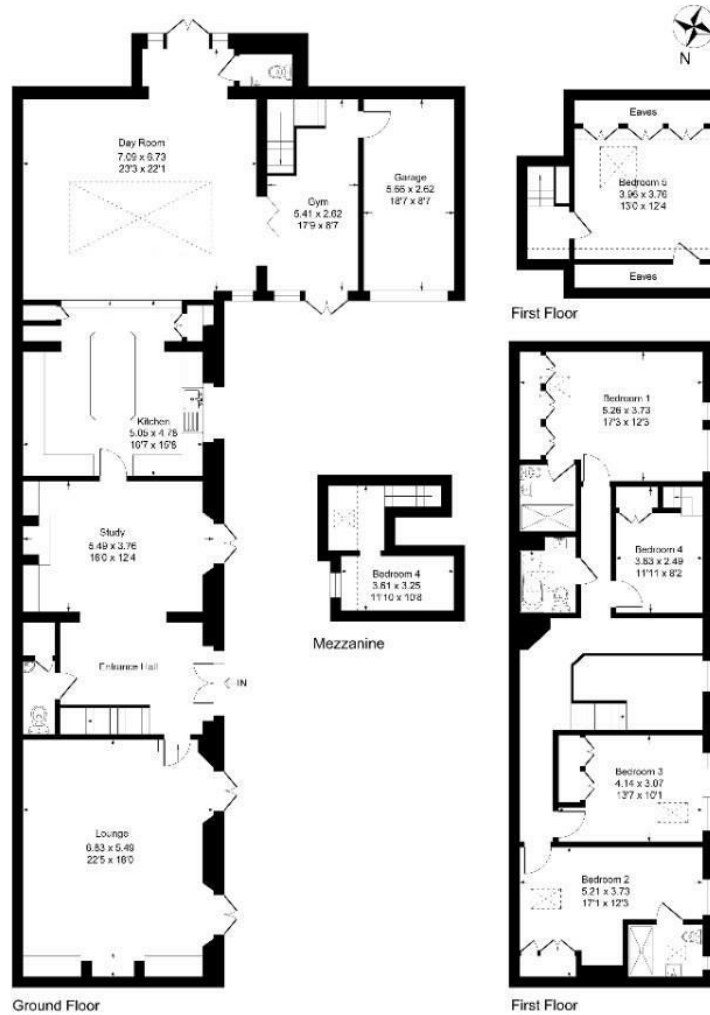 N
Day Room
7.09 x 6.73
23'3 x 22'1
Gym
5.41 x 2.62
17'9 x 8'7
Garage
5.66 x 2.62
18'7 x 8'7
Eaves
Bedroom 5
3.96 x 3.76
13'0 x 12'4
Eaves
First Floor
Kitchen
5.05 x 4.78
16'7 x 15'8
Study
5.49 x 3.76
18'0 x 12'4
Entrance Hall
IN
Lounge
6.83 x 5.49
22'5 x 18'0
Ground Floor
Bedroom 4
3.61 x 3.25
11'10 x 10'8
Mezzanine
Bedroom 1
5.26 x 3.73
17'3 x 12'3
Bedroom 4
3.63 x 2.49
11'11 x 8'2
Bedroom 3
4.14 x 3.07
13'7 x 10'1
Bedroom 2
5.21 x 3.73
17'1 x 12'3
First Floor